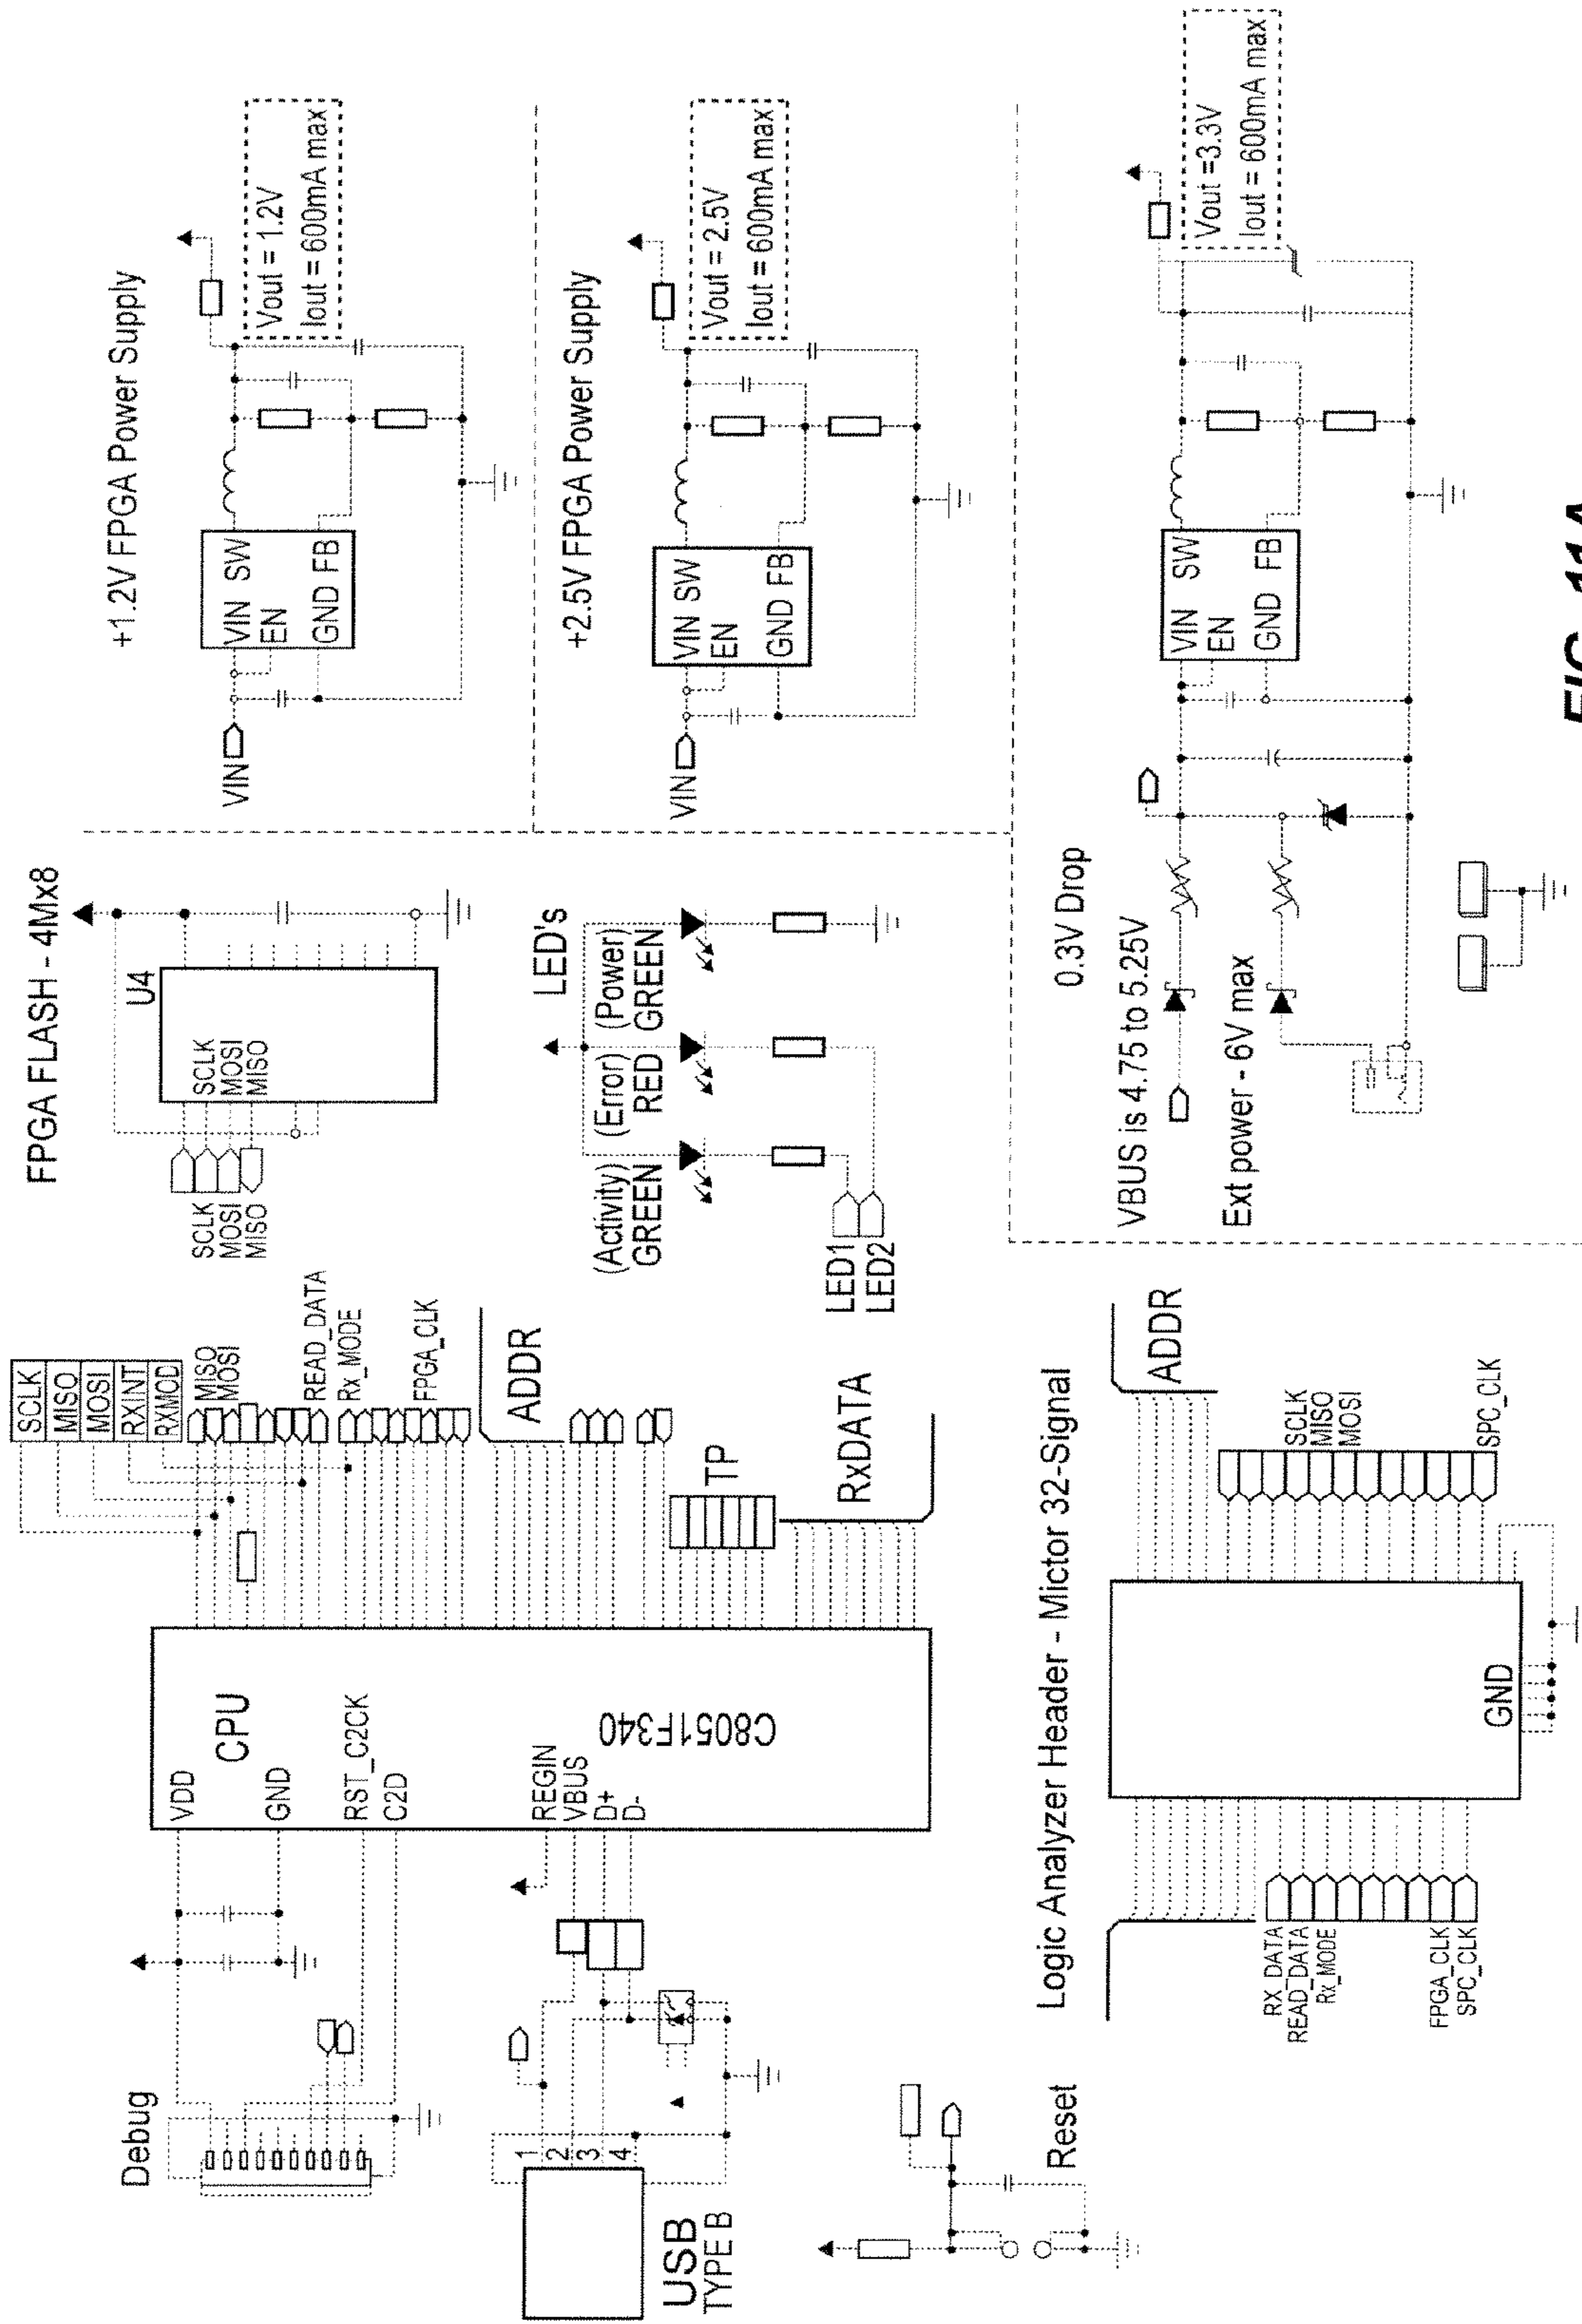 Debug
VDD
CPU
GND
RST_C2CK
C2D
REGIN
VBUS
D+
D-
C8051F340
SCLK
MISO
MOSI
RXINT
RXMOD
MISO
MOSI
READ_DATA
Rx_MODE
FPGA_CLK
ADDR
TP
RxDATA
USB
TYPE B
1
2
3
4
Reset
FPGA FLASH - 4Mx8
U4
SCLK
MOSI
MISO
SCLK
MOSI
MISO
LED's
(Activity) (Error) (Power)
GREEN RED GREEN
LED1
LED2
+1.2V FPGA Power Supply
VIN
VIN SW
EN
GND FB
Vout = 1.2V
Iout = 600mA max
+2.5V FPGA Power Supply
VIN
VIN SW
EN
GND FB
Vout = 2.5V
Iout = 600mA max
Logic Analyzer Header - Mictor 32-Signal
ADDR
SCLK
MISO
MOSI
SPC_CLK
GND
RX_DATA
READ_DATA
Rx_MODE
FPGA_CLK
SPC_CLK
0.3V Drop
VBUS is 4.75 to 5.25V
Ext power - 6V max
VIN SW
EN
GND FB
Vout =3.3V
Iout = 600mA max
FIG. 11A